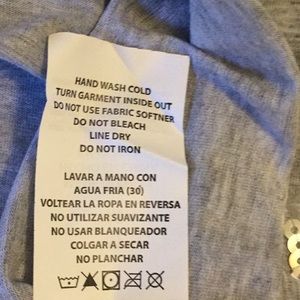 HAND WASH COLD
TURN GARMENT INSIDE OUT
DO NOT USE FABRIC SOFTNER
DO NOT BLEACH
LINE DRY
DO NOT IRON
LAVAR A MANO CON
AGUA FRIA (30)
VOLTEAR LA ROPA EN REVERSA
NO UTILIZAR SUAVIZANTE
NO USAR BLANQUEADOR
COLGAR A SECAR
NO PLANCHAR